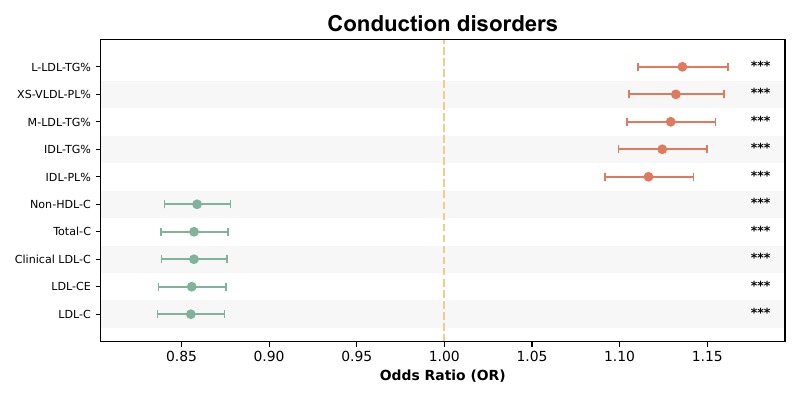 Conduction disorders
L-LDL-TG% ***
XS-VLDL-PL% ***
M-LDL-TG% ***
IDL-TG% ***
IDL-PL% ***
Non-HDL-C ***
Total-C ***
Clinical LDL-C ***
LDL-CE ***
LDL-C ***
0.85 0.90 0.95 1.00 1.05 1.10 1.15
Odds Ratio (OR)